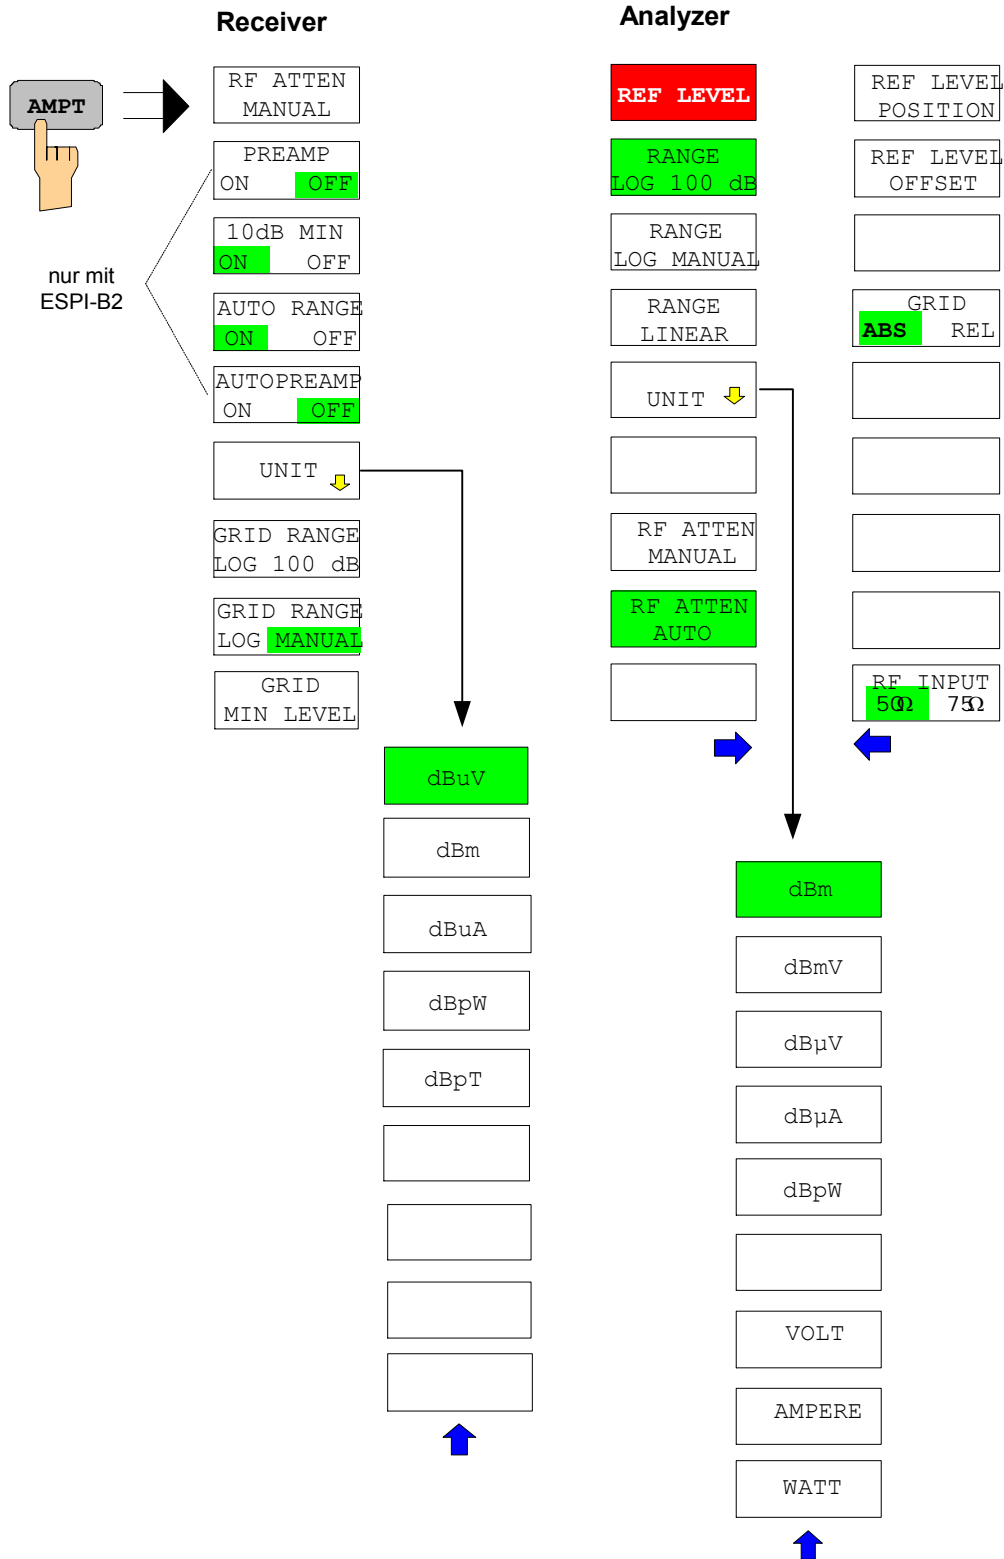 Receiver
Analyzer
AMPT
RF ATTEN
MANUAL
PREAMP
ON OFF
10dB MIN
ON OFF
nur mit
ESPI-B2
AUTO RANGE
ON OFF
AUTOPREAMP
ON OFF
UNIT
GRID RANGE
LOG 100 dB
GRID RANGE
LOG MANUAL
GRID
MIN LEVEL
dBuV
dBm
dBuA
dBpW
dBpT
REF LEVEL
RANGE
LOG 100 dB
RANGE
LOG MANUAL
RANGE
LINEAR
UNIT
RF ATTEN
MANUAL
RF ATTEN
AUTO
REF LEVEL
POSITION
REF LEVEL
OFFSET
GRID
ABS REL
RF INPUT
50Ω 75Ω
dBm
dBmV
dBµV
dBµA
dBpW
VOLT
AMPERE
WATT